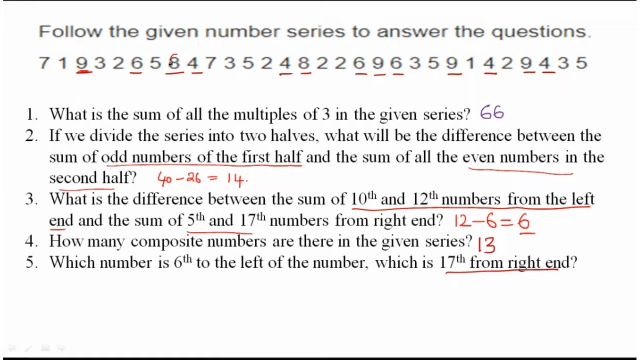 Follow the given number series to answer the questions.
7 1 9 3 2 6 5 8 4 7 3 5 2 4 8 2 2 6 9 6 3 5 9 1 4 2 9 4 3 5
1. What is the sum of all the multiples of 3 in the given series? 66
2. If we divide the series into two halves, what will be the difference between the
sum of odd numbers of the first half and the sum of all the even numbers in the
second half? 40-26 = 14.
3. What is the difference between the sum of 10th and 12th numbers from the left
end and the sum of 5th and 17th numbers from right end? 12-6=6
4. How many composite numbers are there in the given series? 13
5. Which number is 6th to the left of the number, which is 17th from right end?